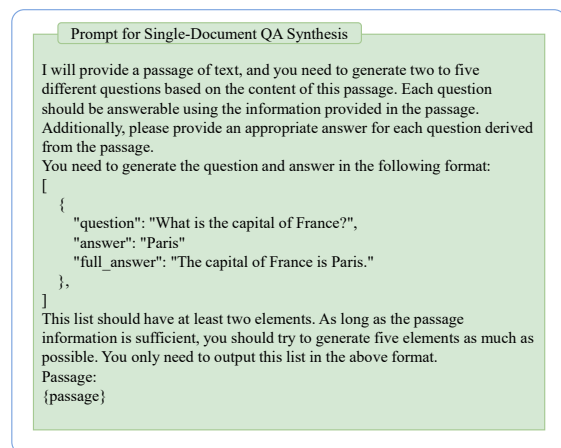 Prompt for Single-Document QA Synthesis
I will provide a passage of text, and you need to generate two to five
different questions based on the content of this passage. Each question
should be answerable using the information provided in the passage.
Additionally, please provide an appropriate answer for each question derived
from the passage.
You need to generate the question and answer in the following format:
[
{
"question": "What is the capital of France?",
"answer": "Paris"
"full_answer": "The capital of France is Paris."
},
]
This list should have at least two elements. As long as the passage
information is sufficient, you should try to generate five elements as much as
possible. You only need to output this list in the above format.
Passage:
{passage}